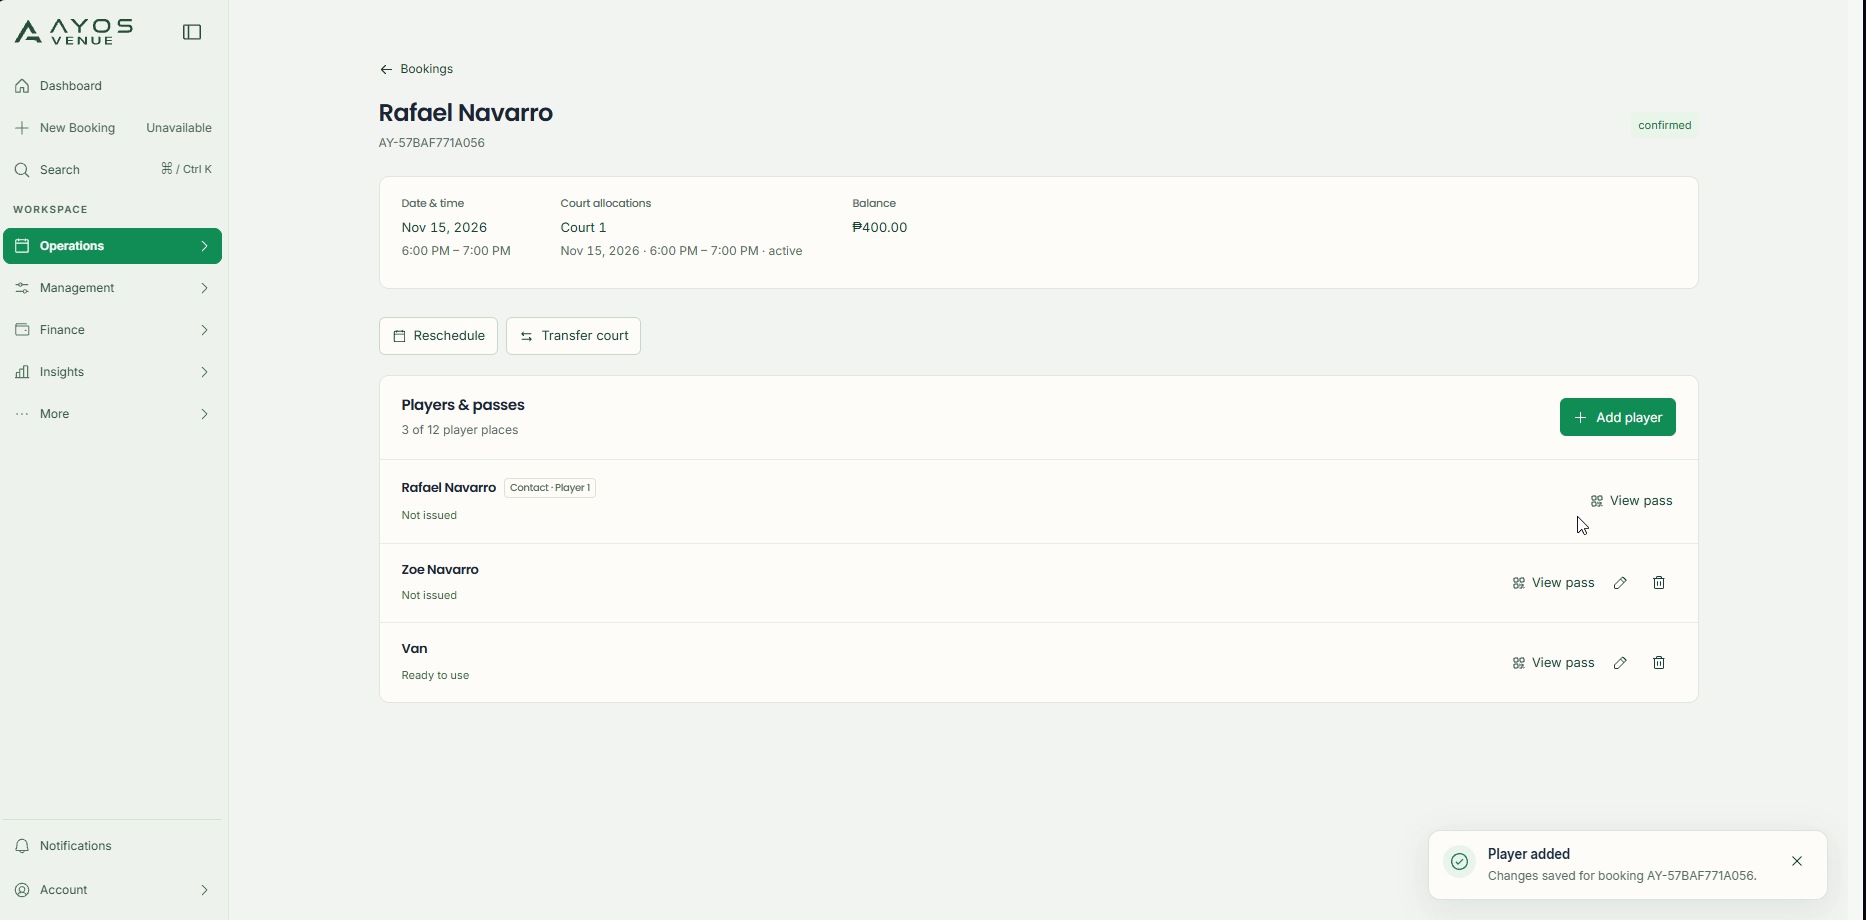 AYOS
VENUE
Dashboard
New Booking Unavailable
Search ⌘ / Ctrl K
WORKSPACE
Operations
Management
Finance
Insights
More
Notifications
Account
← Bookings
Rafael Navarro
AY-57BAF771A056
confirmed
Date & time
Nov 15, 2026
6:00 PM – 7:00 PM
Court allocations
Court 1
Nov 15, 2026 · 6:00 PM – 7:00 PM · active
Balance
₱400.00
Reschedule
Transfer court
Players & passes
3 of 12 player places
+ Add player
Rafael Navarro Contact · Player 1
Not issued
View pass
Zoe Navarro
Not issued
View pass
Van
Ready to use
View pass
Player added
Changes saved for booking AY-57BAF771A056.